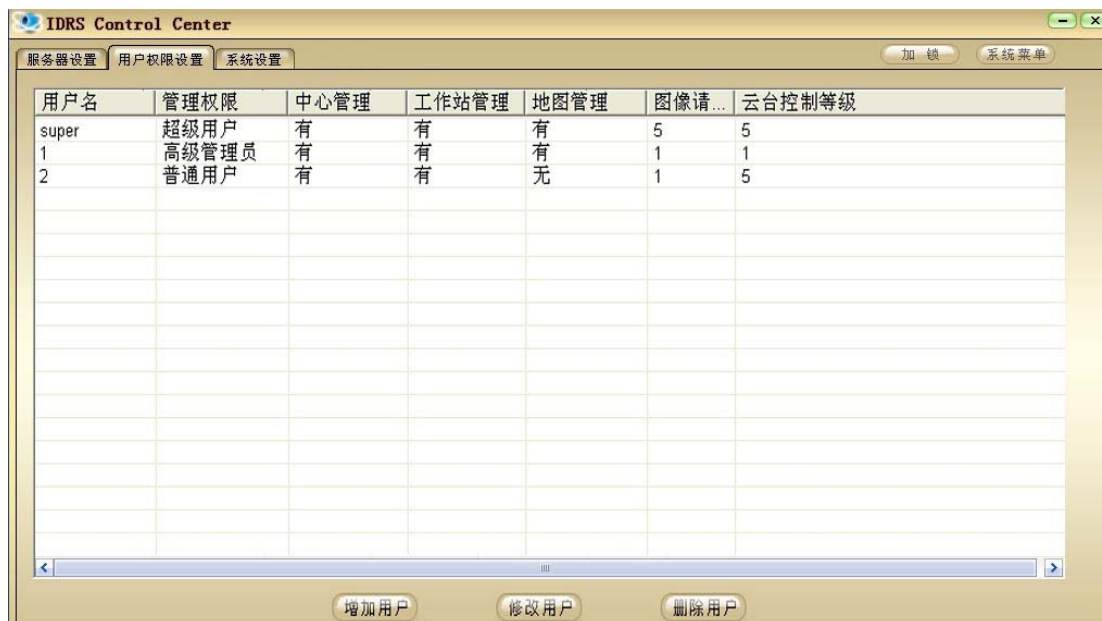 IDRS Control Center
服务器设置 用户权限设置 系统设置 加 锁 系统菜单
用户名 管理权限 中心管理 工作站管理 地图管理 图像请... 云台控制等级
super 超级用户 有 有 有 5 5
1 高级管理员 有 有 有 1 1
2 普通用户 有 有 无 1 5
增加用户 修改用户 删除用户